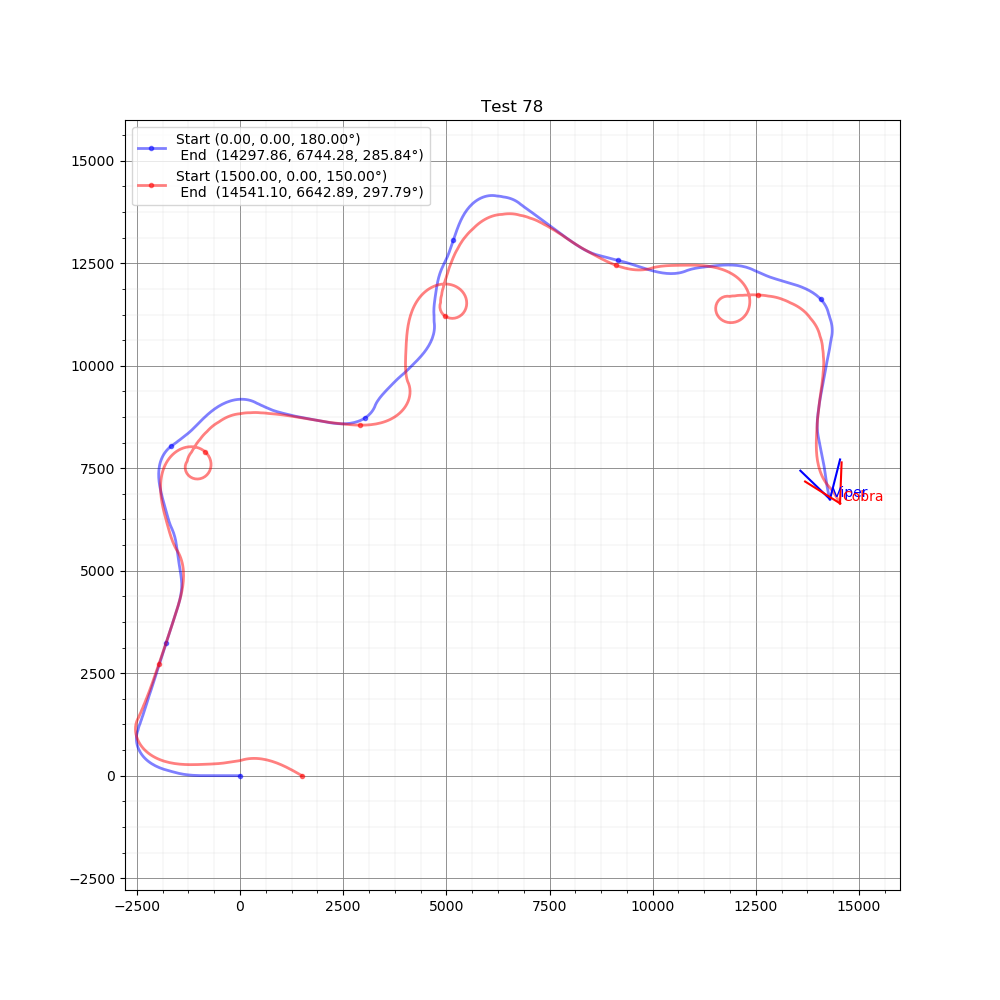 Test 78
Start (0.00, 0.00, 180.00°)
End (14297.86, 6744.28, 285.84°)
Start (1500.00, 0.00, 150.00°)
End (14541.10, 6642.89, 297.79°)
15000
12500
10000
7500
5000
2500
0
−2500
Viper
Cobra
−2500 0 2500 5000 7500 10000 12500 15000